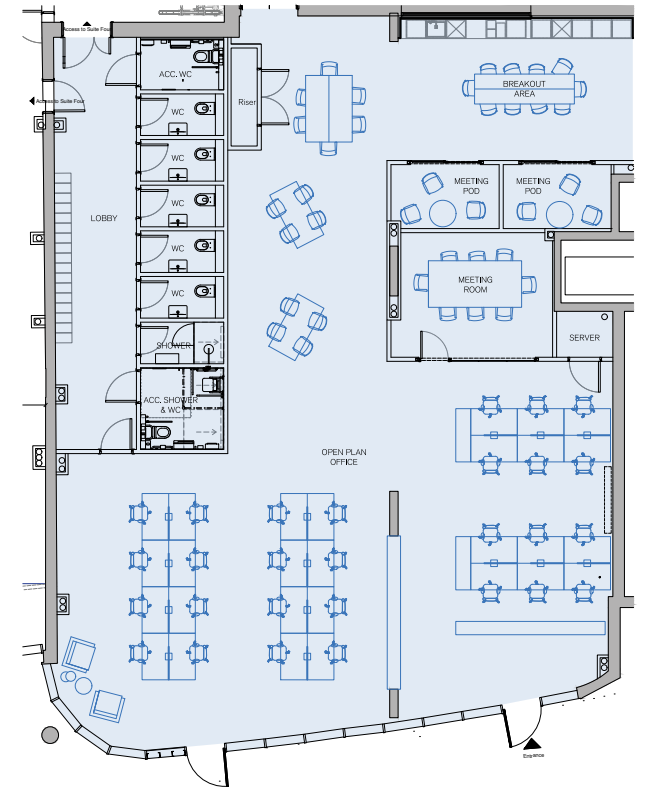 Access to Suite Four
Access to Suite Four
ACC. WC
WC
WC
WC
WC
WC
SHOWER
ACC. SHOWER
& WC
LOBBY
Riser
BREAKOUT
AREA
MEETING
POD
MEETING
POD
MEETING
ROOM
SERVER
OPEN PLAN
OFFICE
Entrance